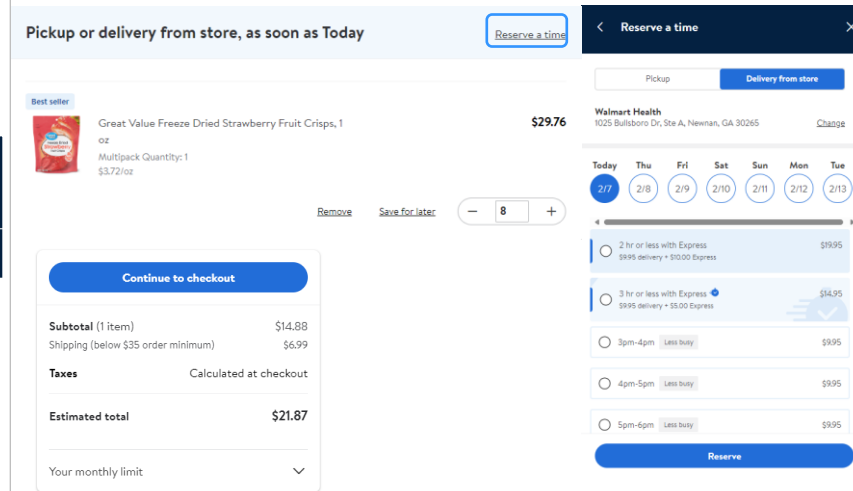 Pickup or delivery from store, as soon as Today
Reserve a time
Best seller
Great Value Freeze Dried Strawberry Fruit Crisps, 1
oz
$29.76
Multipack Quantity: 1
$3.72/oz
Remove
Save for later
− 8 +
Continue to checkout
Subtotal (1 item) $14.88
Shipping (below $35 order minimum) $6.99
Taxes Calculated at checkout
Estimated total $21.87
Your monthly limit
Reserve a time
Pickup
Delivery from store
Walmart Health
1025 Bullsboro Dr, Ste A, Newnan, GA 30265
Change
Today Thu Fri Sat Sun Mon Tue
2/7 2/8 2/9 2/10 2/11 2/12 2/13
2 hr or less with Express $19.95
$9.95 delivery + $10.00 Express
3 hr or less with Express $14.95
$9.95 delivery + $5.00 Express
3pm-4pm Less busy $9.95
4pm-5pm Less busy $9.95
5pm-6pm Less busy $9.95
Reserve